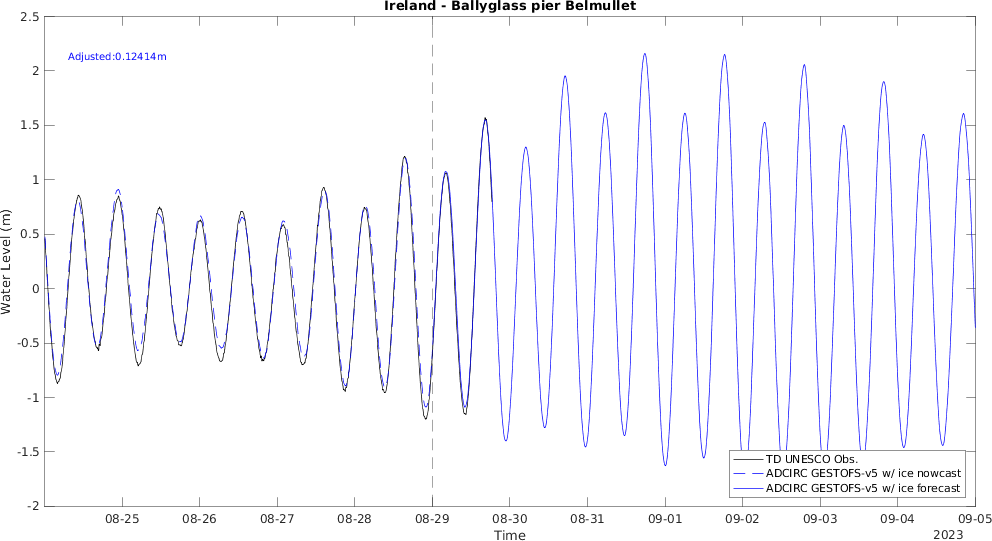 Ireland - Ballyglass pier Belmullet
Adjusted:0.12414m
Water Level (m)
2.5
2
1.5
1
0.5
0
-0.5
-1
-1.5
-2
TD UNESCO Obs.
ADCIRC GESTOFS-v5 w/ ice nowcast
ADCIRC GESTOFS-v5 w/ ice forecast
08-25 08-26 08-27 08-28 08-29 08-30 08-31 09-01 09-02 09-03 09-04 09-05
Time
2023